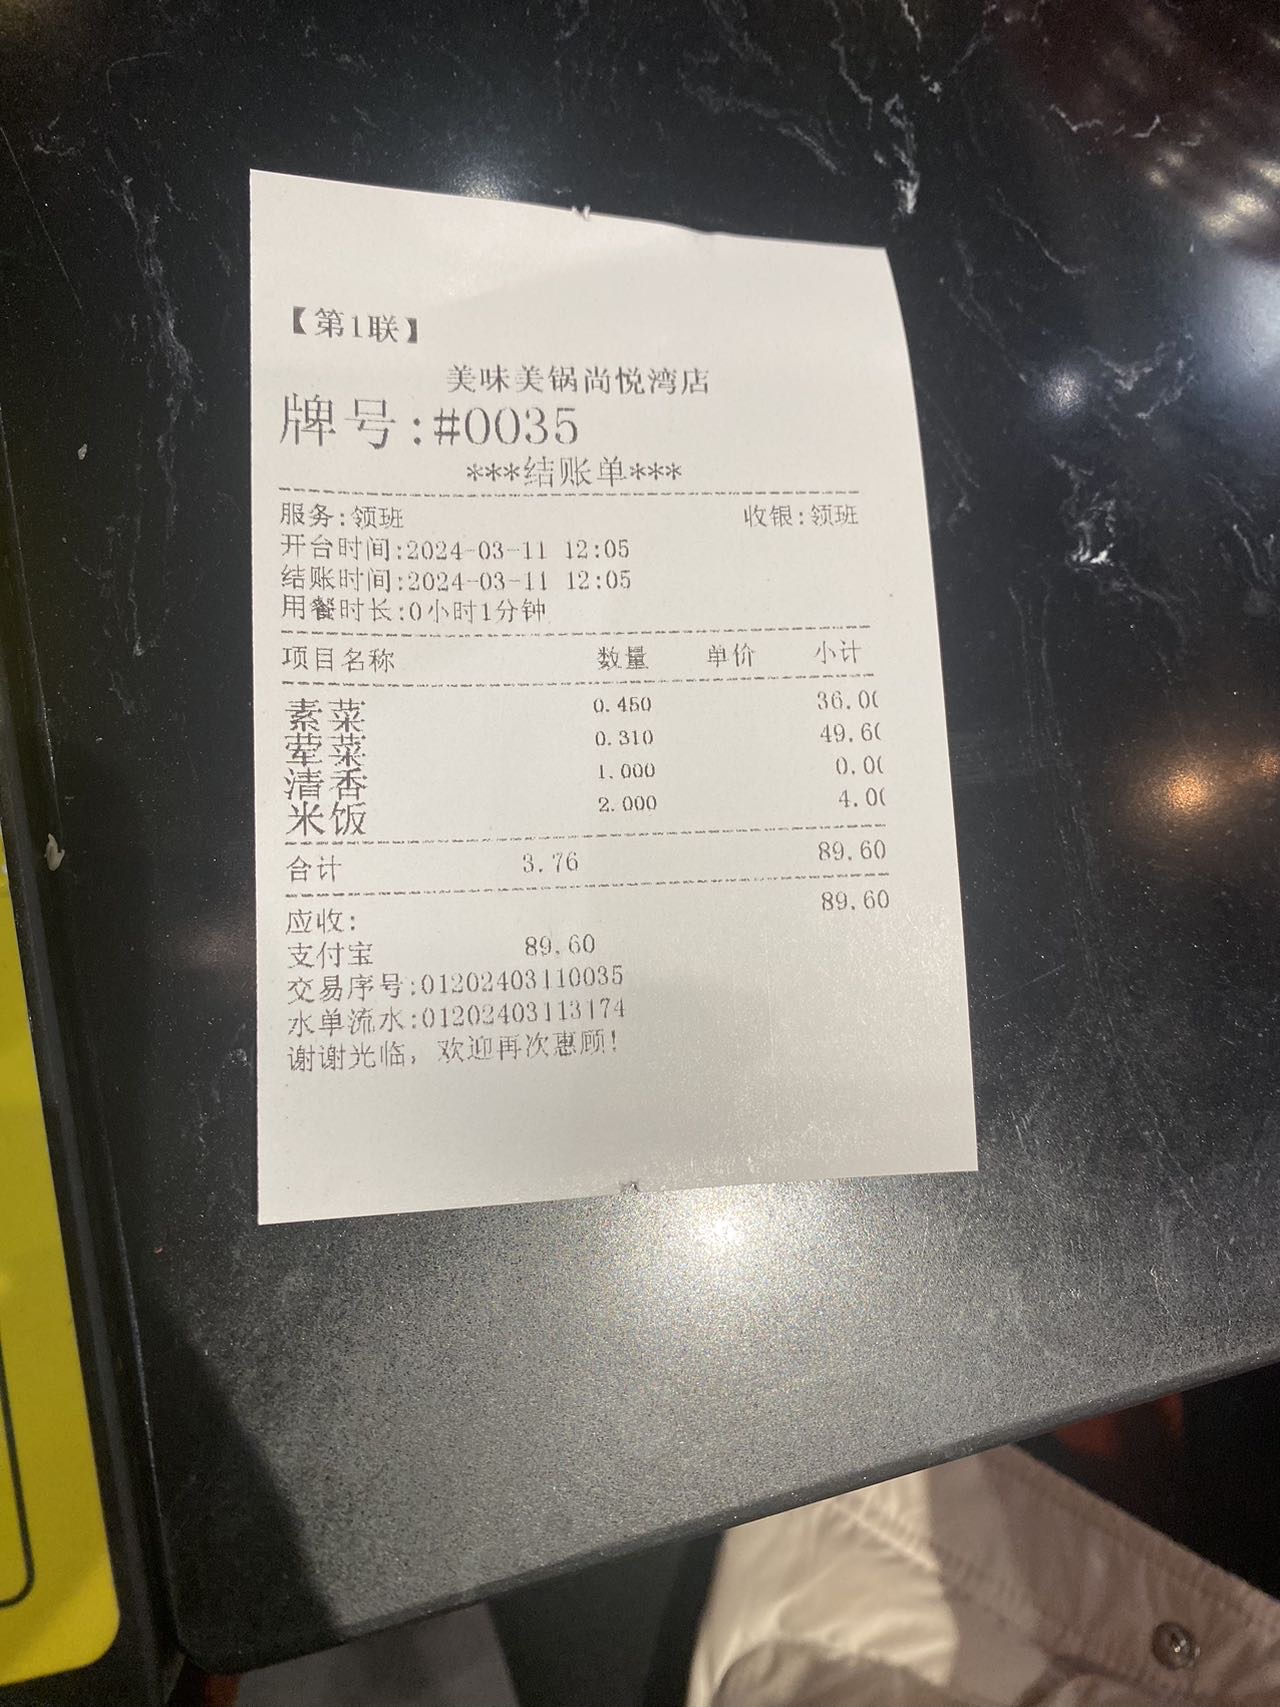 【第1联】
美味美锅尚悦湾店
牌号:#0035
***结账单***
服务:领班 收银:领班
开台时间:2024-03-11 12:05
结账时间:2024-03-11 12:05
用餐时长:0小时1分钟
项目名称 数量 单价 小计
素菜 0.450 36.0(
荤菜 0.310 49.6(
清香 1.000 0.0(
米饭 2.000 4.0(
合计 3.76 89.60
应收: 89.60
支付宝 89.60
交易序号:01202403110035
水单流水:01202403113174
谢谢光临，欢迎再次惠顾!